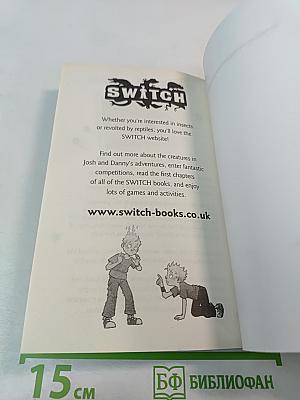 SWITCH
Whether you're interested in insects
or revolted by reptiles, you'll love the
SWITCH website!
Find out more about the creatures in
Josh and Danny's adventures, enter fantastic
competitions, read the first chapters
of all of the SWITCH books, and enjoy
lots of games and activities.
www.switch-books.co.uk
15 см
БФ БИБЛИОФАН